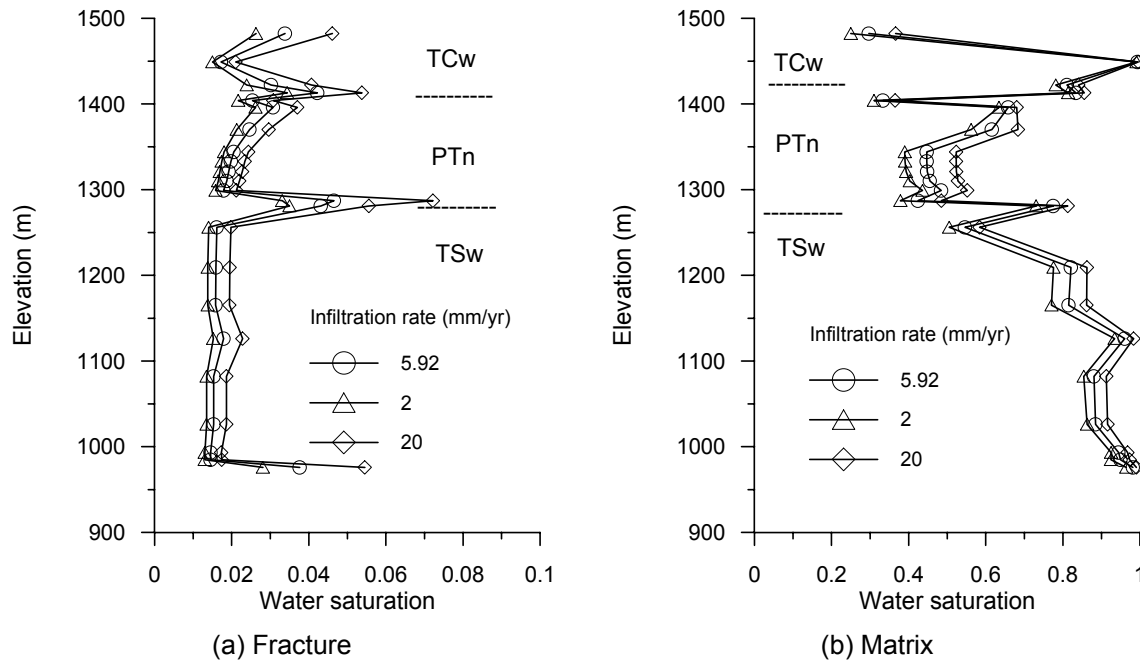 1500
1400
1300
1200
1100
1000
900
Elevation (m)
TCw
PTn
TSw
Infiltration rate (mm/yr)
5.92
2
20
0 0.02 0.04 0.06 0.08 0.1
Water saturation
(a) Fracture
1500
1400
1300
1200
1100
1000
900
Elevation (m)
TCw
PTn
TSw
Infiltration rate (mm/yr)
5.92
2
20
0 0.2 0.4 0.6 0.8 1
Water saturation
(b) Matrix